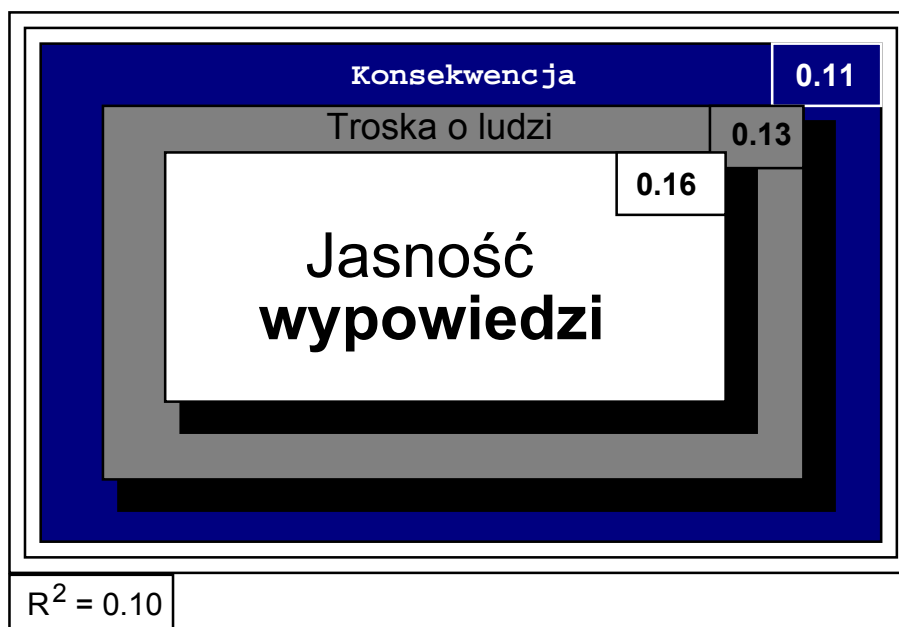 Konsekwencja 0.11
Troska o ludzi 0.13
0.16
Jasność
wypowiedzi
R² = 0.10